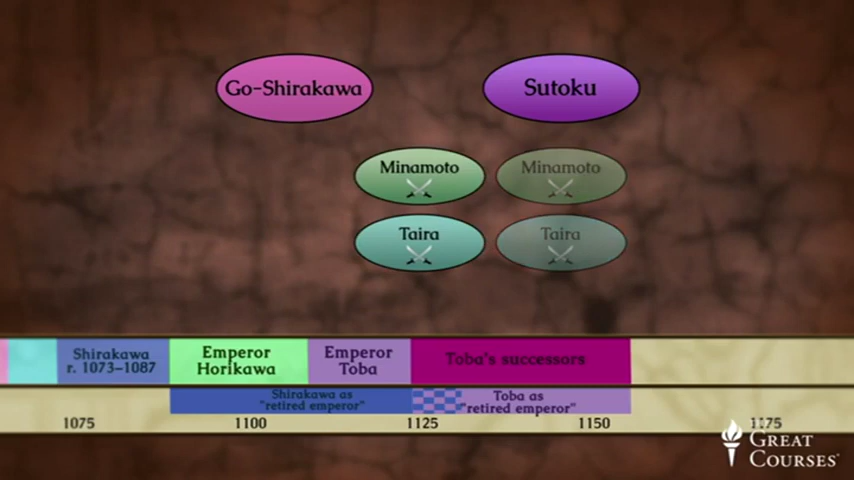 Go-Shirakawa
Sutoku
Minamoto
Minamoto
Taira
Taira
Shirakawa
r. 1073–1087
Emperor
Horikawa
Emperor
Toba
Toba's successors
Shirakawa as
"retired emperor"
Toba as
"retired emperor"
1075
1100
1125
1150
1175
GREAT
COURSES®